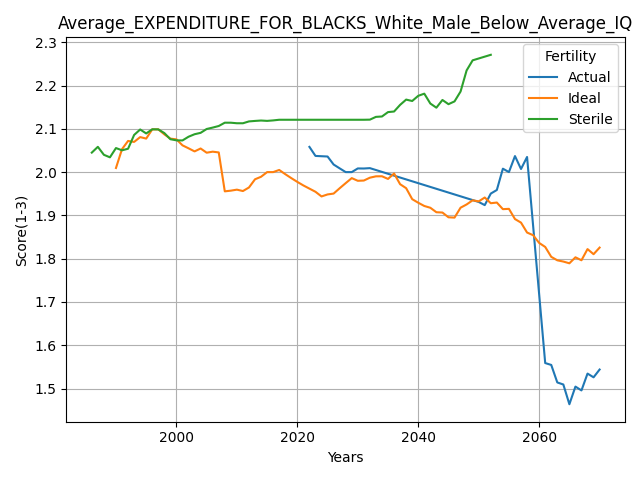 Average_EXPENDITURE_FOR_BLACKS_White_Male_Below_Average_IQ
2.3
2.2
2.1
2.0
1.9
1.8
1.7
1.6
1.5
Score(1-3)
Fertility
Actual
Ideal
Sterile
2000 2020 2040 2060
Years